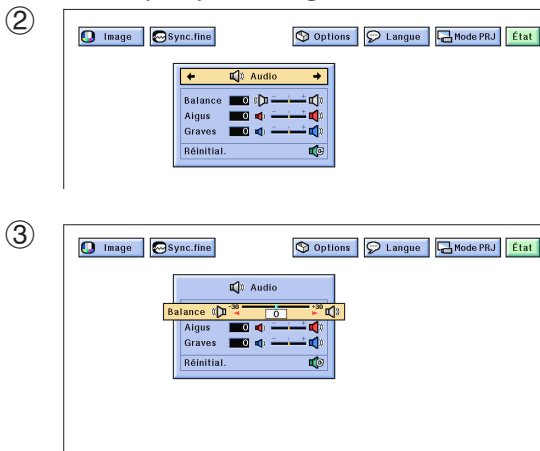 ②
Image Sync.fine Options Langue Mode PRJ État
Audio
Balance 0 - +
Aigus 0 - +
Graves 0 - +
Réinitial.
③
Image Sync.fine Options Langue Mode PRJ État
Audio
Balance -30 0 +30
Aigus 0 - +
Graves 0 - +
Réinitial.